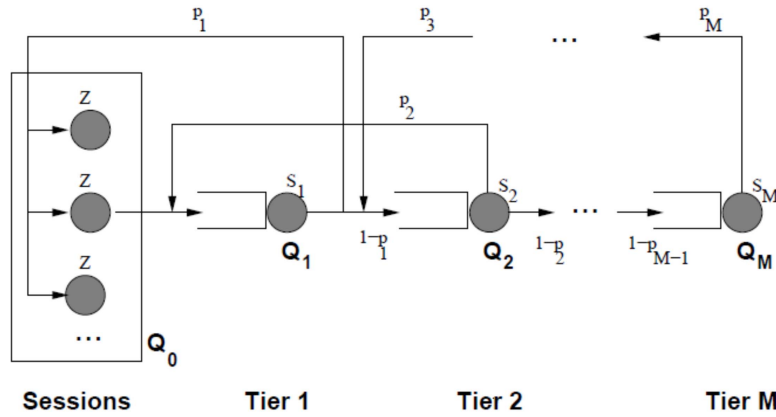 p1 p3 ... pM
Z
p2
Z S1 S2 SM
1−p1 1−p2 ... 1−pM−1
Q1 Q2 QM
Z
... Q0
Sessions Tier 1 Tier 2 Tier M